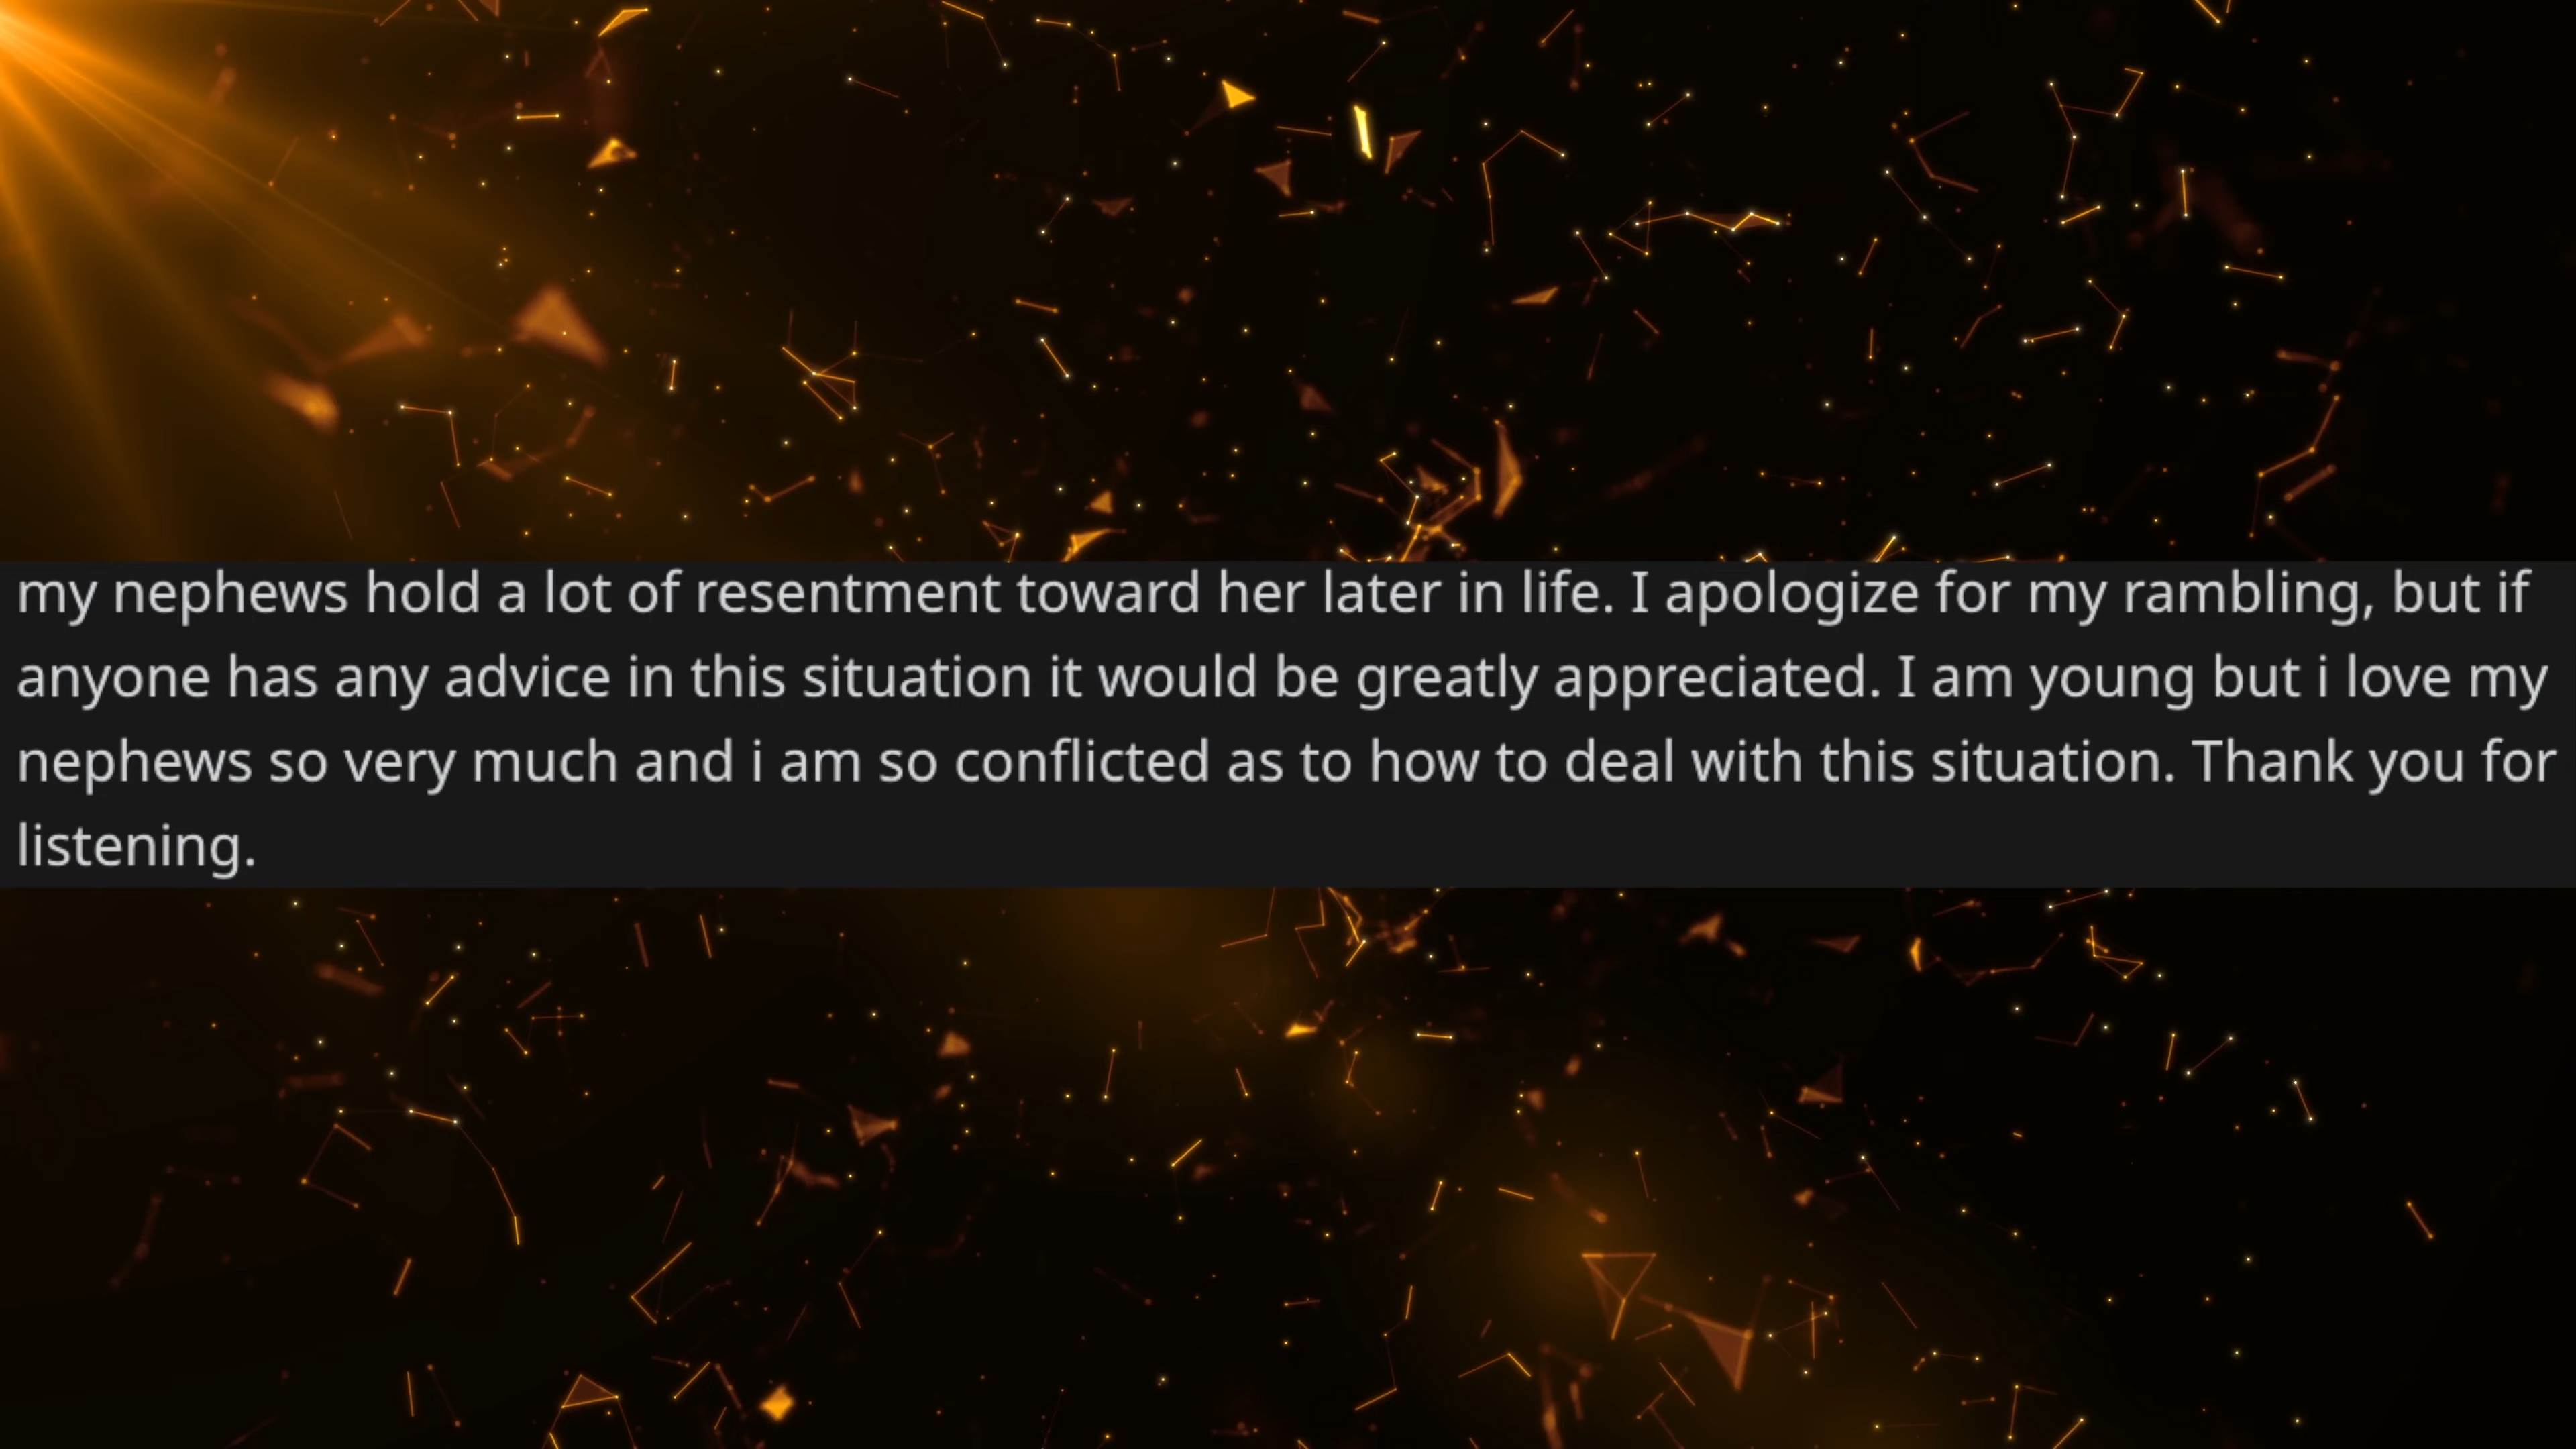 my nephews hold a lot of resentment toward her later in life. I apologize for my rambling, but if
anyone has any advice in this situation it would be greatly appreciated. I am young but i love my
nephews so very much and i am so conflicted as to how to deal with this situation. Thank you for
listening.